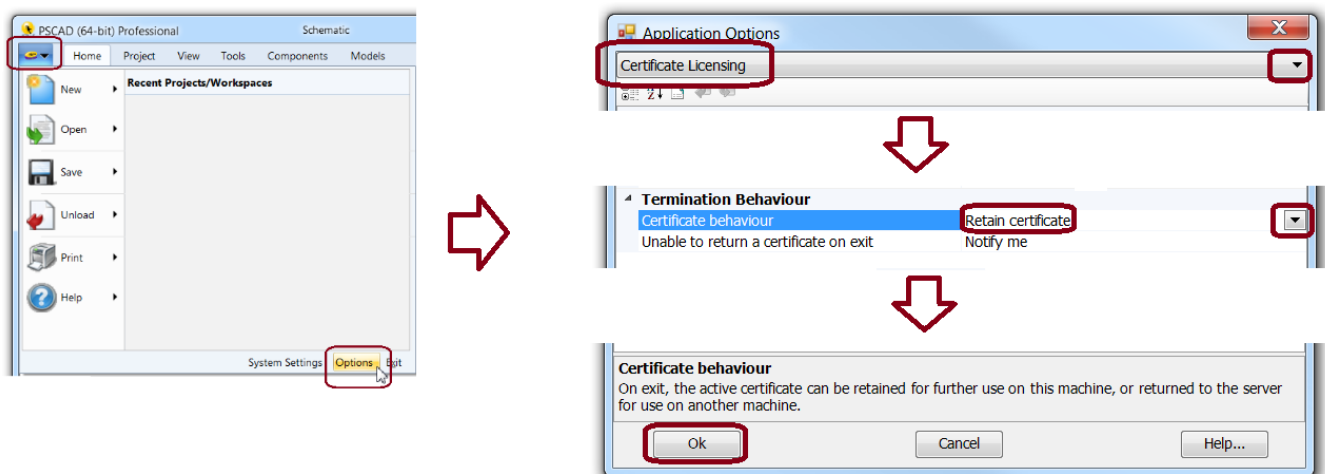 PSCAD (64-bit) Professional
Schematic
Home Project View Tools Components Models
New
Recent Projects/Workspaces
Open
Save
Unload
Print
Help
System Settings Options Exit
Application Options
Certificate Licensing
Termination Behaviour
Certificate behaviour Retain certificate
Unable to return a certificate on exit Notify me
Certificate behaviour
On exit, the active certificate can be retained for further use on this machine, or returned to the server
for use on another machine.
Ok Cancel Help...